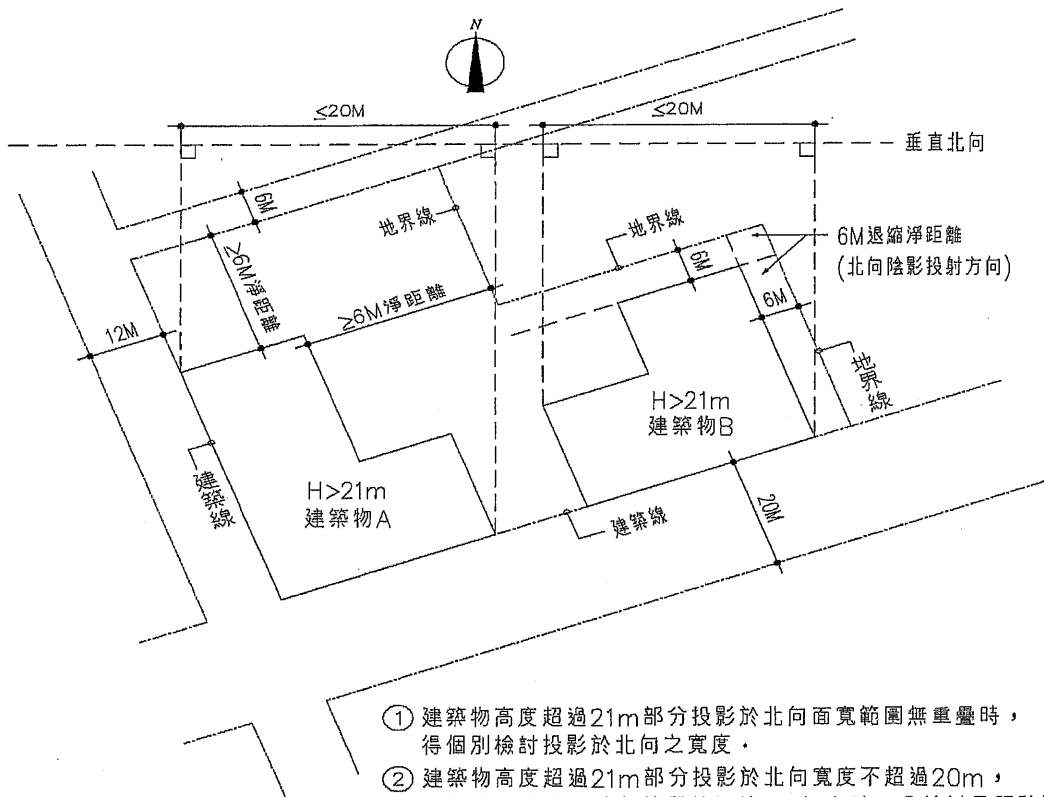 N
≤20M
≤20M
垂直北向
6M
地界線
地界線
6M退縮淨距離
(北向陰影投射方向)
≥6M淨距離
≥6M淨距離
6M
6M
12M
地界線
H>21m
建築物B
建築線
H>21m
建築物A
建築線
20M
① 建築物高度超過21m部分投影於北向面寬範圍無重疊時,
得個別檢討投影於北向之寬度.
② 建築物高度超過21m部分投影於北向寬度不超過20m,